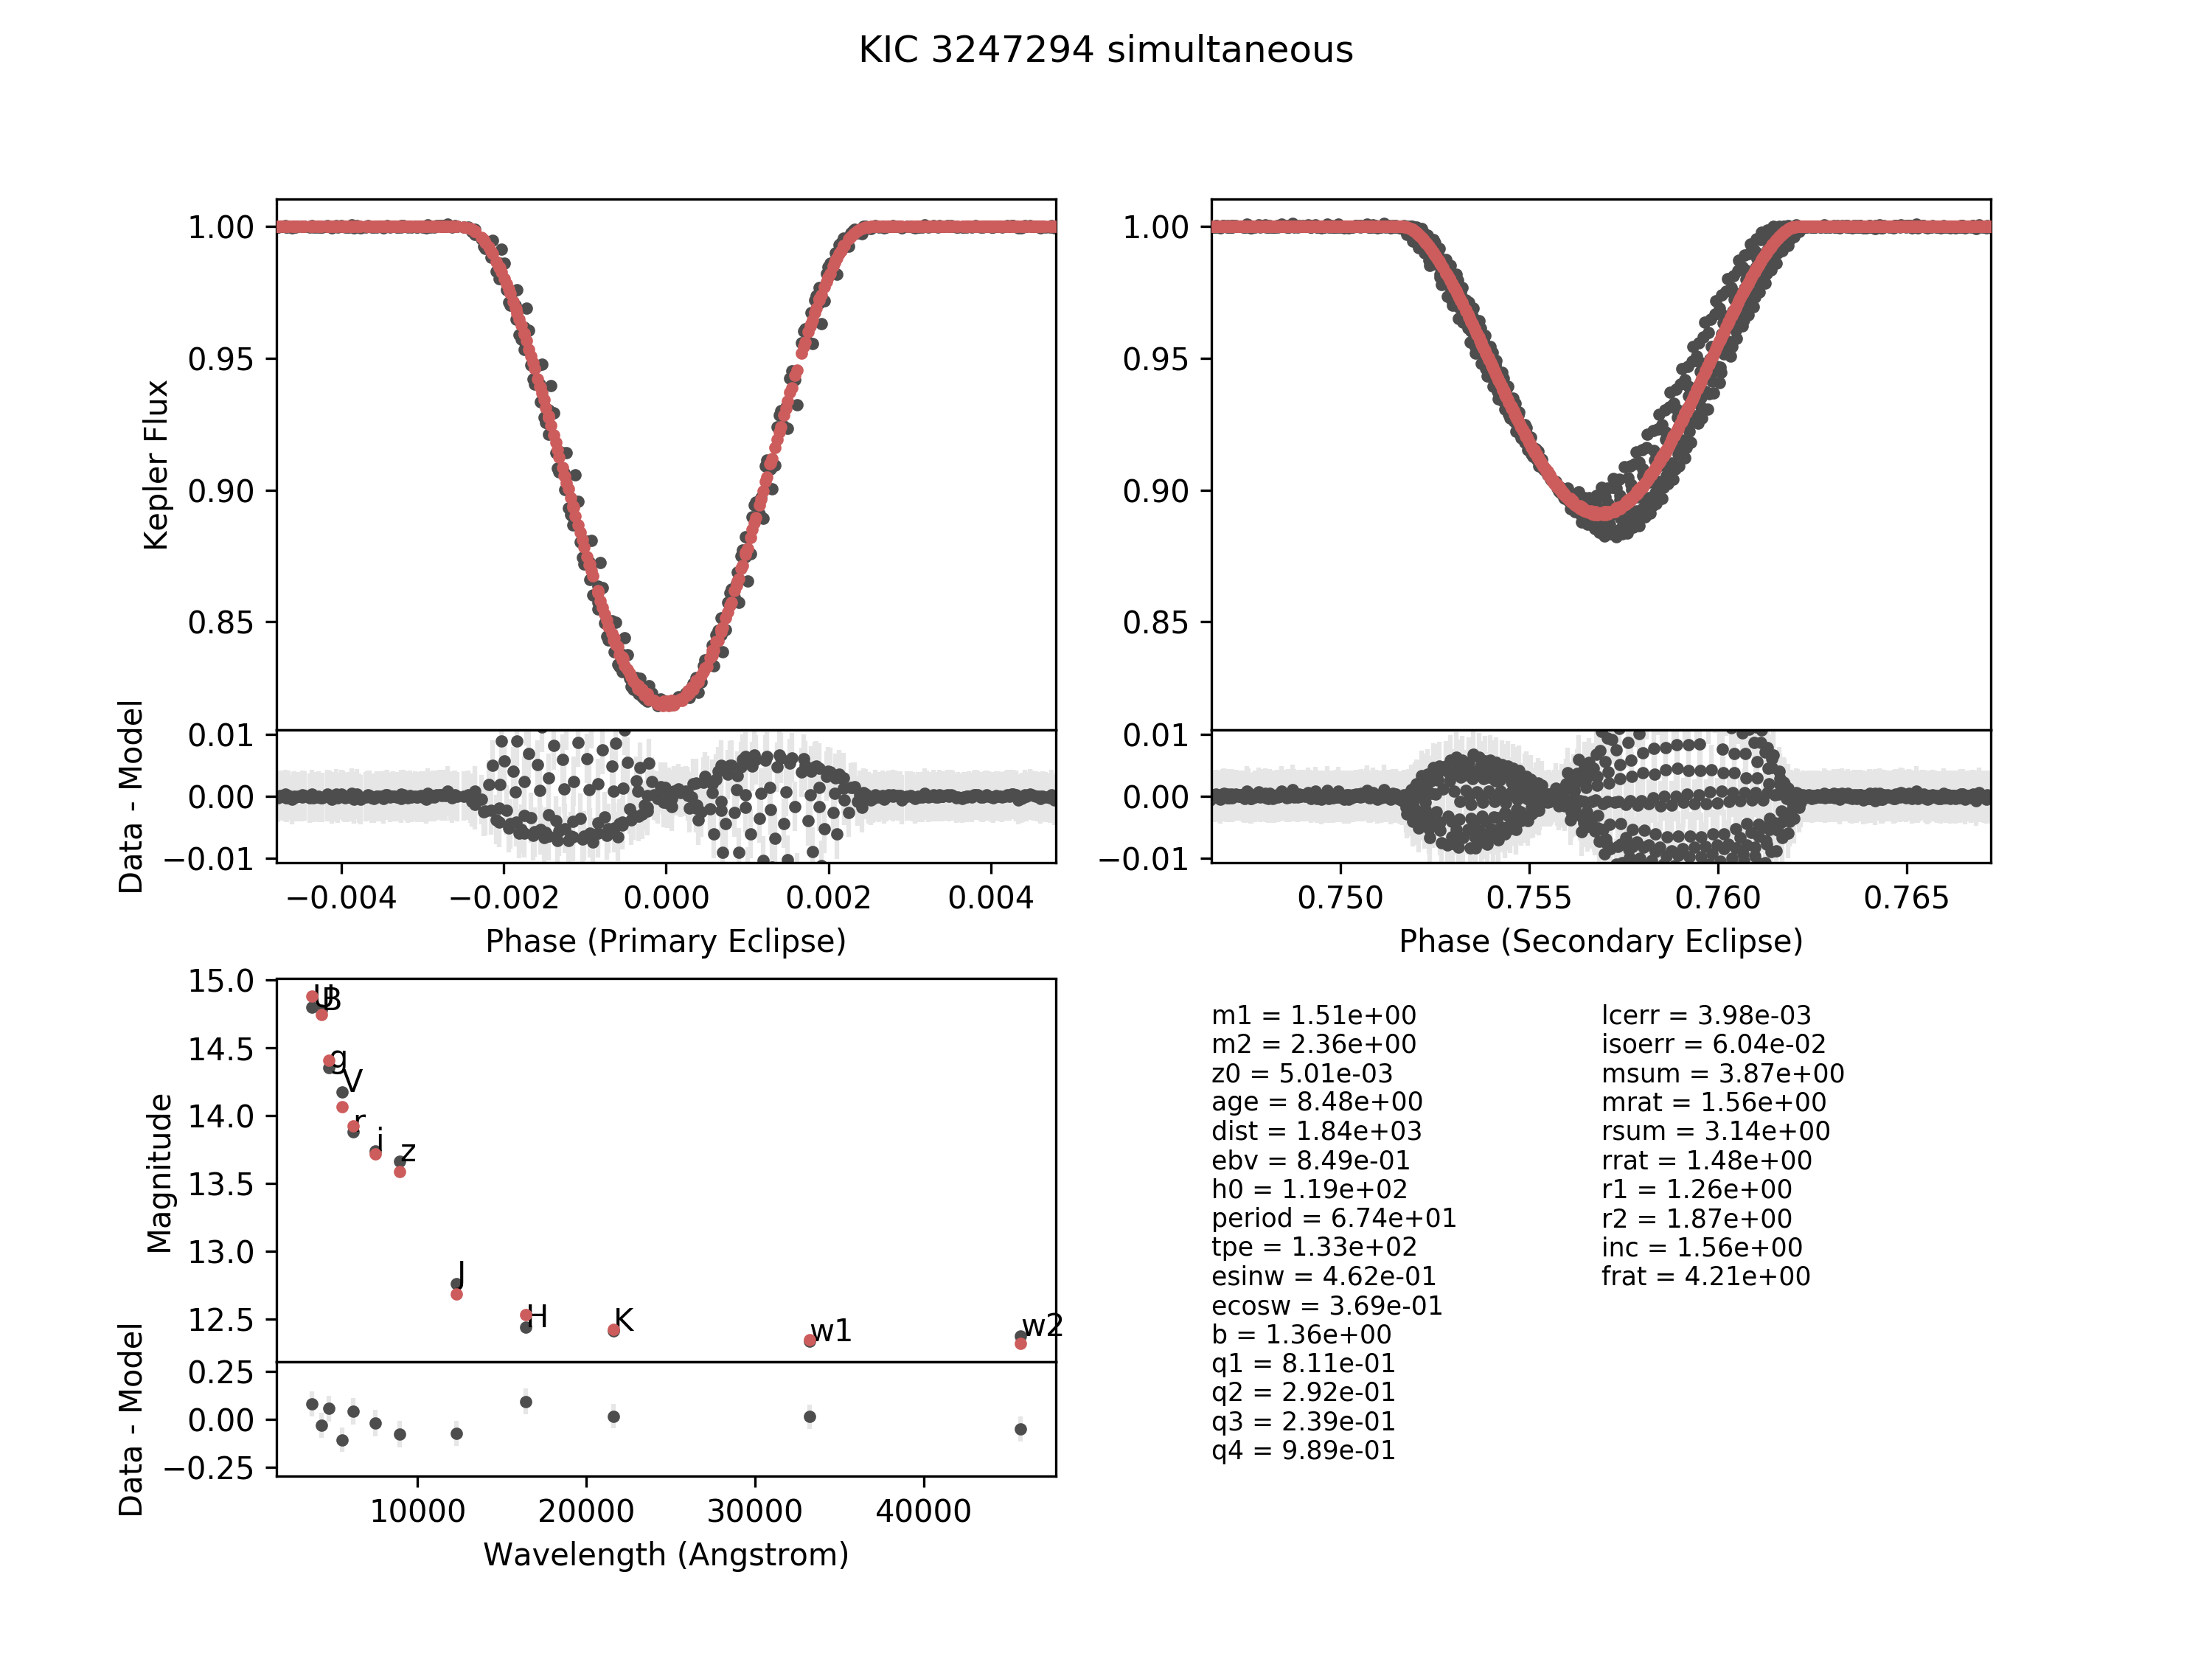 KIC 3247294 simultaneous
1.00
0.95
0.90
0.85
Kepler Flux
0.01
0.00
−0.01
Data - Model
−0.004 −0.002 0.000 0.002 0.004
Phase (Primary Eclipse)
1.00
0.95
0.90
0.85
0.01
0.00
−0.01
0.750 0.755 0.760 0.765
Phase (Secondary Eclipse)
15.0
14.5
14.0
13.5
13.0
12.5
Magnitude
U
B
g
V
r
i
z
J
H
K
w1
w2
0.25
0.00
−0.25
Data - Model
10000 20000 30000 40000
Wavelength (Angstrom)
m1 = 1.51e+00
m2 = 2.36e+00
z0 = 5.01e-03
age = 8.48e+00
dist = 1.84e+03
ebv = 8.49e-01
h0 = 1.19e+02
period = 6.74e+01
tpe = 1.33e+02
esinw = 4.62e-01
ecosw = 3.69e-01
b = 1.36e+00
q1 = 8.11e-01
q2 = 2.92e-01
q3 = 2.39e-01
q4 = 9.89e-01
lcerr = 3.98e-03
isoerr = 6.04e-02
msum = 3.87e+00
mrat = 1.56e+00
rsum = 3.14e+00
rrat = 1.48e+00
r1 = 1.26e+00
r2 = 1.87e+00
inc = 1.56e+00
frat = 4.21e+00